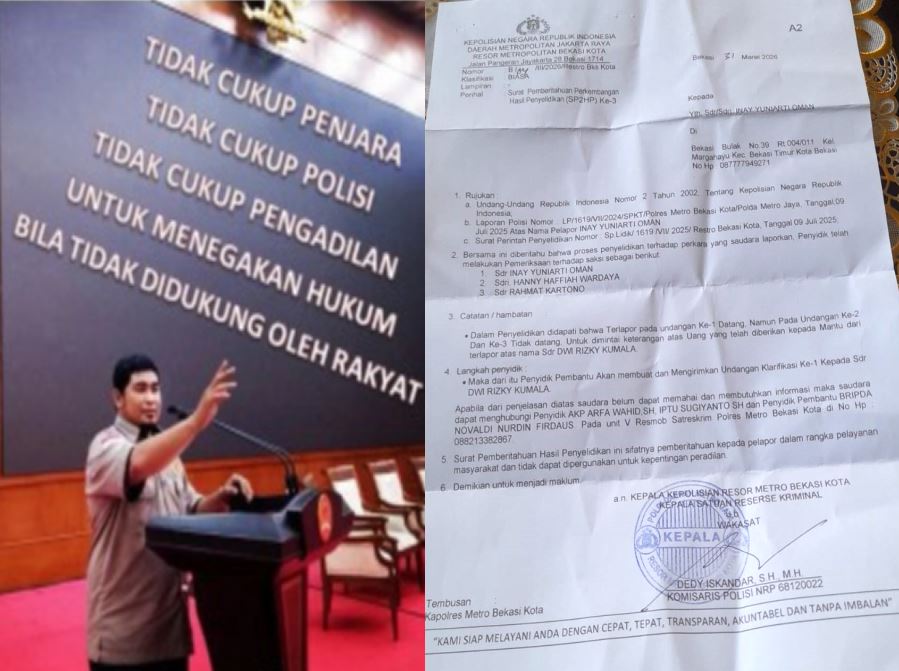 TIDAK CUKUP PENJARA
TIDAK CUKUP POLISI
TIDAK CUKUP PENGADILAN
UNTUK MENEGAKAN HUKUM
BILA TIDAK DIDUKUNG OLEH RAKYAT
KEPOLISIAN NEGARA REPUBLIK INDONESIA
DAERAH METROPOLITAN JAKARTA RAYA
RESOR METROPOLITAN BEKASI KOTA
Jalan Pangeran Jayakarta 28 Bekasi 1714
A2
Bekasi 31 Maret 2026
Nomor : B /III/2026/Restro Bks Kota
Klasifikasi : BIASA
Lampiran :
Perihal : Surat Pemberitahuan Perkembangan
Hasil Penyelidikan (SP2HP) Ke-3
Kepada
Yth. Sdr/Sdri. INAY YUNIARTI OMAN
Di
Bekasi Bulak No.39 Rt.004/011 Kel.
Margahayu Kec. Bekasi Timur Kota Bekasi
No Hp 087777949271
1. Rujukan :
a. Undang-Undang Republik Indonesia Nomor 2 Tahun 2002, Tentang Kepolisian Negara Republik
Indonesia;
b. Laporan Polisi Nomor : LP/1619/VII/2024/SPKT/Polres Metro Bekasi Kota/Polda Metro Jaya, Tanggal,09
Juli 2025 Atas Nama Pelapor INAY YUNIARTI OMAN
c. Surat Perintah Penyelidikan Nomor : Sp.Lidik/ 1619 /VII/ 2025/ Restro Bekasi Kota, Tanggal 09 Juli 2025;
2. Bersama ini diberitahu bahwa proses penyelidikan terhadap perkara yang saudara laporkan, Penyidik telah
melakukan Pemeriksaan terhadap saksi sebagai berikut:
1. Sdr INAY YUNIARTI OMAN
2. Sdri. HANNY HAFFIAH WARDAYA
3. Sdr RAHMAT KARTONO
3. Catatan / hambatan
• Dalam Penyelidikan didapati bahwa Terlapor pada undangan Ke-1 Datang, Namun Pada Undangan Ke-2
Dan Ke-3 Tidak datang. Untuk dimintai keterangan atas Uang yang telah diberikan kepada Mantu dari
terlapor atas nama Sdr DWI RIZKY KUMALA.
4. Langkah penyidik :
• Maka dari itu Penyidik Pembantu Akan membuat dan Mengirimkan Undangan Klarifikasi Ke-1 Kepada Sdr
DWI RIZKY KUMALA.
Apabila dari penjelasan diatas saudara belum dapat memahai dan membutuhkan informasi maka saudara
dapat menghubungi Penyidik AKP ARFA WAHID,SH, IPTU SUGIYANTO SH dan Penyidik Pembantu BRIPDA
NOVALDI NURDIN FIRDAUS. Pada unit V Resmob Satreskrim Polres Metro Bekasi Kota di No Hp :
088213382867.
5. Surat Pemberitahuan Hasil Penyelidikan ini sifatnya pemberitahuan kepada pelapor dalam rangka pelayanan
masyarakat dan tidak dapat dipergunakan untuk kepentingan peradilan.
6. Demikian untuk menjadi maklum.
a.n. KEPALA KEPOLISIAN RESOR METRO BEKASI KOTA
KEPALA SATUAN RESERSE KRIMINAL
u.b
WAKASAT
KEPALA
DEDY ISKANDAR, S.H., M.H.
KOMISARIS POLISI NRP 68120022
Tembusan
Kapolres Metro Bekasi Kota
"KAMI SIAP MELAYANI ANDA DENGAN CEPAT, TEPAT, TRANSPARAN, AKUNTABEL DAN TANPA IMBALAN"